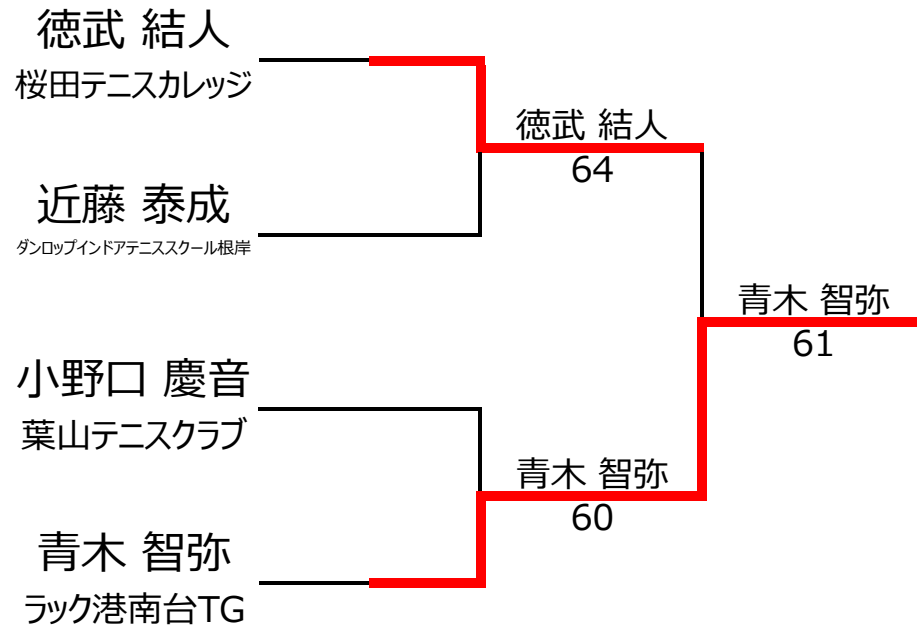 徳武 結人
桜田テニスカレッジ
徳武 結人
64
近藤 泰成
ダンロップインドアテニススクール根岸
青木 智弥
61
小野口 慶音
葉山テニスクラブ
青木 智弥
60
青木 智弥
ラック港南台TG